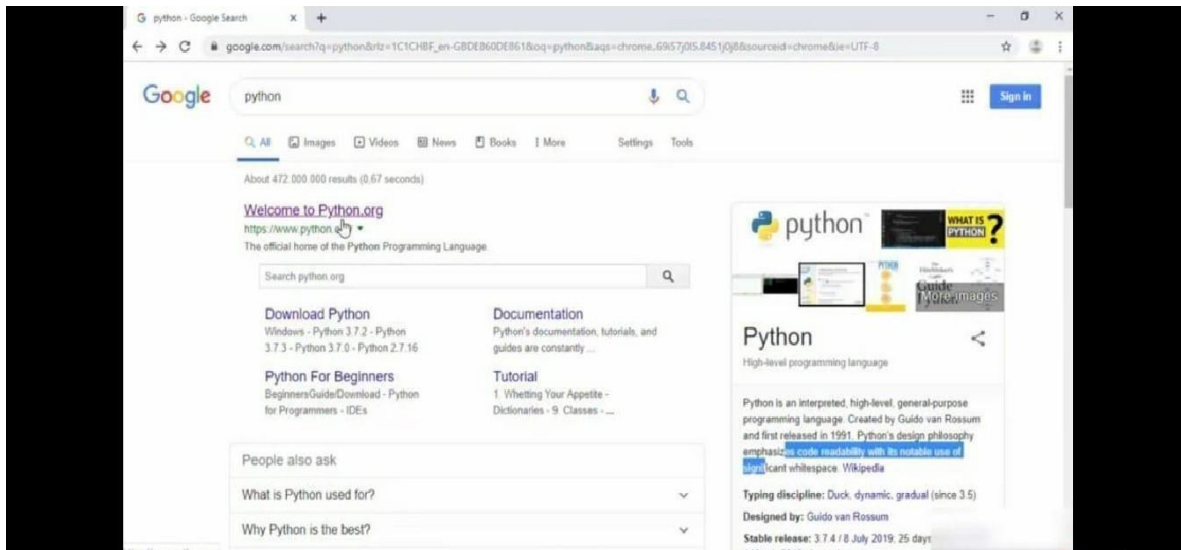 python - Google Search
google.com/search?q=python&rlz=1C1CHBF_en-GBDE860DE861&oq=python&aqs=chrome..69i57j0l5.8451j0j8&sourceid=chrome&ie=UTF-8
Google
python
Sign in
All Images Videos News Books More Settings Tools
About 472.000.000 results (0,67 seconds)
Welcome to Python.org
https://www.python.
The official home of the Python Programming Language
Search python.org
Download Python
Windows - Python 3.7.2 - Python
3.7.3 - Python 3.7.0 - Python 2.7.16
Documentation
Python's documentation, tutorials, and
guides are constantly ...
Python For Beginners
BeginnersGuide/Download - Python
for Programmers - IDEs
Tutorial
1. Whetting Your Appetite -
Dictionaries - 9. Classes - ...
People also ask
What is Python used for?
Why Python is the best?
python
WHAT IS
PYTHON
?
PYTHON
Guide
More images
Python
High-level programming language
Python is an interpreted, high-level, general-purpose
programming language. Created by Guido van Rossum
and first released in 1991. Python's design philosophy
emphasizes code readability with its notable use of
significant whitespace. Wikipedia
Typing discipline: Duck, dynamic, gradual (since 3.5)
Designed by: Guido van Rossum
Stable release: 3.7.4 / 8 July 2019, 25 days